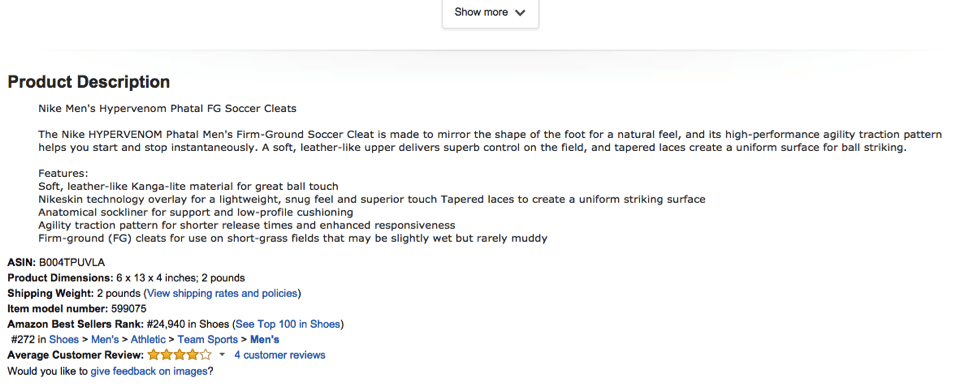 Show more
Product Description
Nike Men's Hypervenom Phatal FG Soccer Cleats
The Nike HYPERVENOM Phatal Men's Firm-Ground Soccer Cleat is made to mirror the shape of the foot for a natural feel, and its high-performance agility traction pattern
helps you start and stop instantaneously. A soft, leather-like upper delivers superb control on the field, and tapered laces create a uniform surface for ball striking.
Features:
Soft, leather-like Kanga-lite material for great ball touch
Nikeskin technology overlay for a lightweight, snug feel and superior touch Tapered laces to create a uniform striking surface
Anatomical sockliner for support and low-profile cushioning
Agility traction pattern for shorter release times and enhanced responsiveness
Firm-ground (FG) cleats for use on short-grass fields that may be slightly wet but rarely muddy
ASIN: B004TPUVLA
Product Dimensions: 6 x 13 x 4 inches; 2 pounds
Shipping Weight: 2 pounds (View shipping rates and policies)
Item model number: 599075
Amazon Best Sellers Rank: #24,940 in Shoes (See Top 100 in Shoes)
#272 in Shoes > Men's > Athletic > Team Sports > Men's
Average Customer Review: 4 customer reviews
Would you like to give feedback on images?